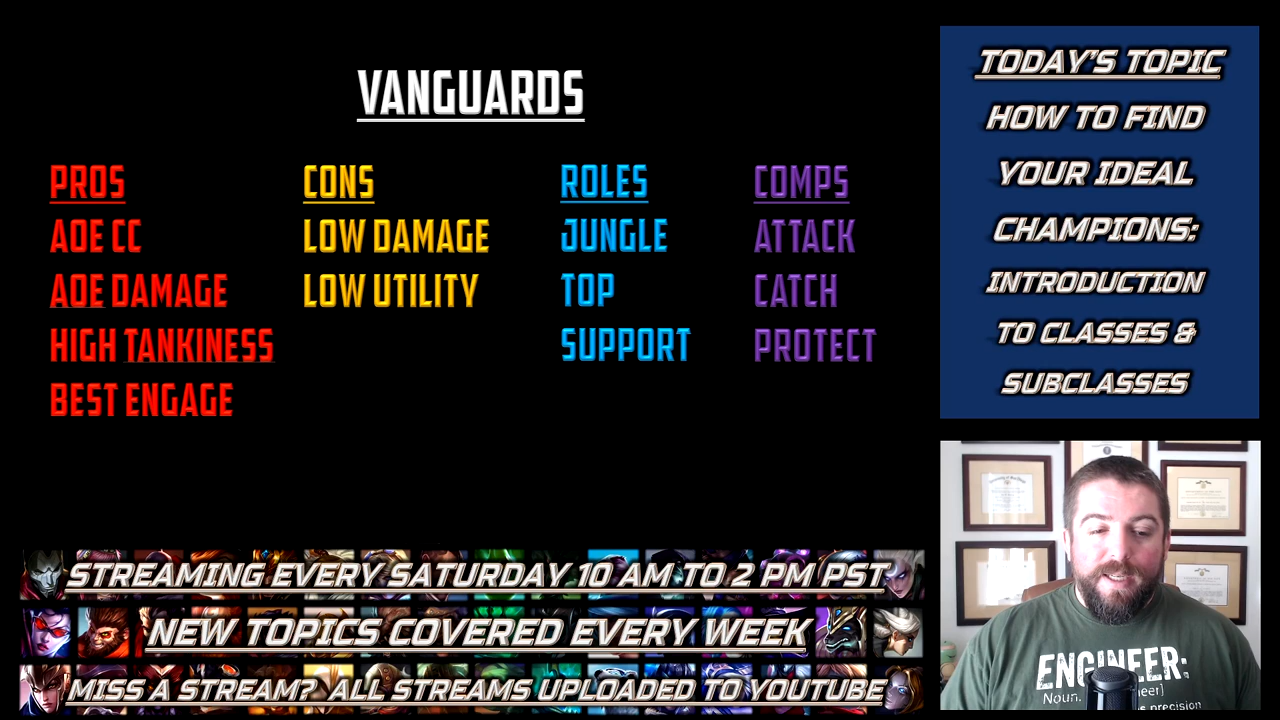 VANGUARDS
PROS
AOE CC
AOE DAMAGE
HIGH TANKINESS
BEST ENGAGE
CONS
LOW DAMAGE
LOW UTILITY
ROLES
JUNGLE
TOP
SUPPORT
COMPS
ATTACK
CATCH
PROTECT
TODAY'S TOPIC
HOW TO FIND
YOUR IDEAL
CHAMPIONS:
INTRODUCTION
TO CLASSES &
SUBCLASSES
STREAMING EVERY SATURDAY 10 AM TO 2 PM PST
NEW TOPICS COVERED EVERY WEEK
MISS A STREAM? ALL STREAMS UPLOADED TO YOUTUBE
ENGINEER:
Noun.
precision